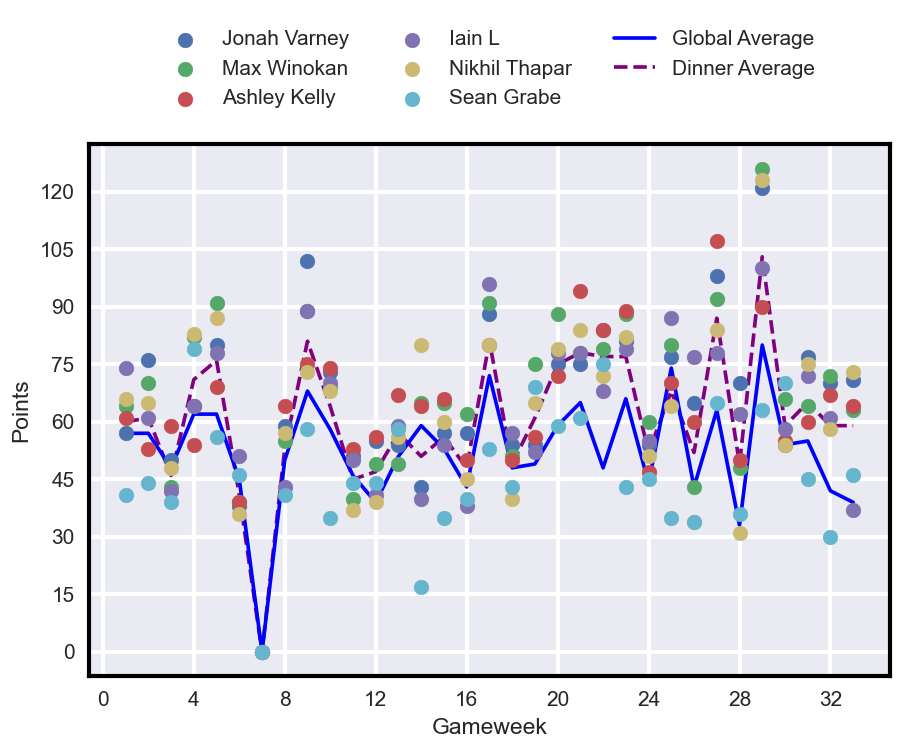 Jonah Varney
Max Winokan
Ashley Kelly
Iain L
Nikhil Thapar
Sean Grabe
Global Average
Dinner Average
Points
120
105
90
75
60
45
30
15
0
0 4 8 12 16 20 24 28 32
Gameweek